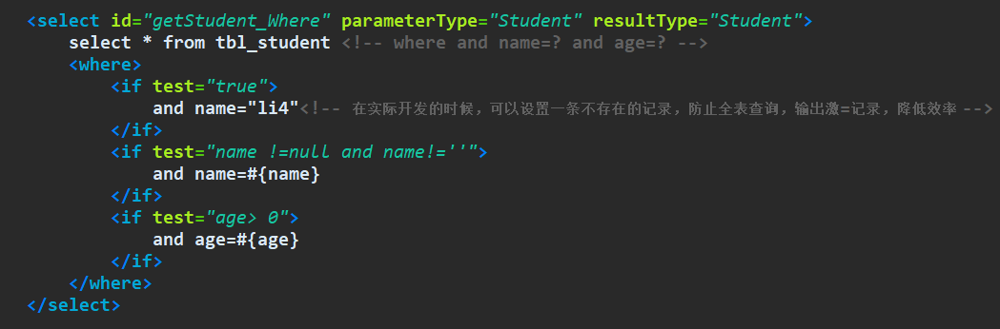 <select id="getStudent_Where" parameterType="Student" resultType="Student">
    select * from tbl_student <!-- where and name=? and age=? -->
    <where>
        <if test="true">
            and name="li4"<!-- 在实际开发的时候，可以设置一条不存在的记录，防止全表查询，输出激=记录，降低效率 -->
        </if>
        <if test="name !=null and name!=''">
            and name=#{name}
        </if>
        <if test="age> 0">
            and age=#{age}
        </if>
    </where>
</select>